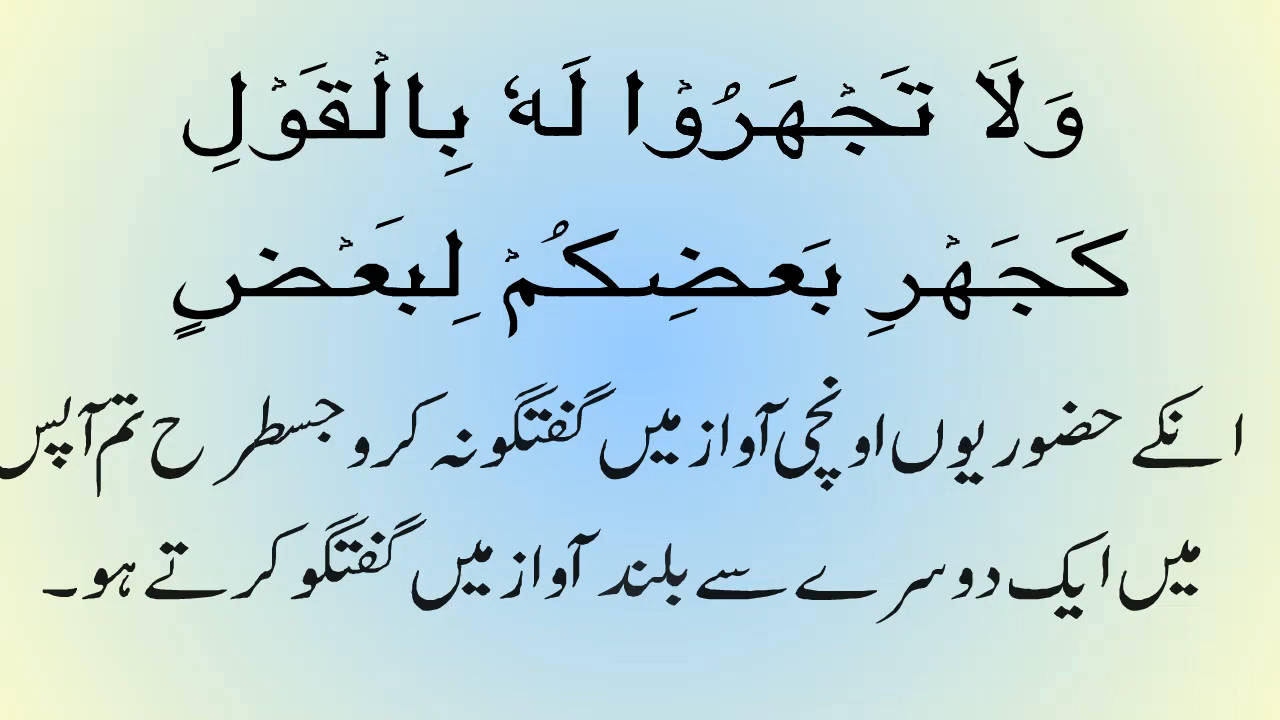 وَلَا تَجۡهَرُوۡا لَهٗ بِالۡقَوۡلِ
كَجَهۡرِ بَعۡضِكُمۡ لِبَعۡضٍ
انکے حضور یوں اونچی آواز میں گفتگو نہ کرو جسطرح تم آپس
میں ایک دوسرے سے بلند آواز میں گفتگو کرتے ہو۔